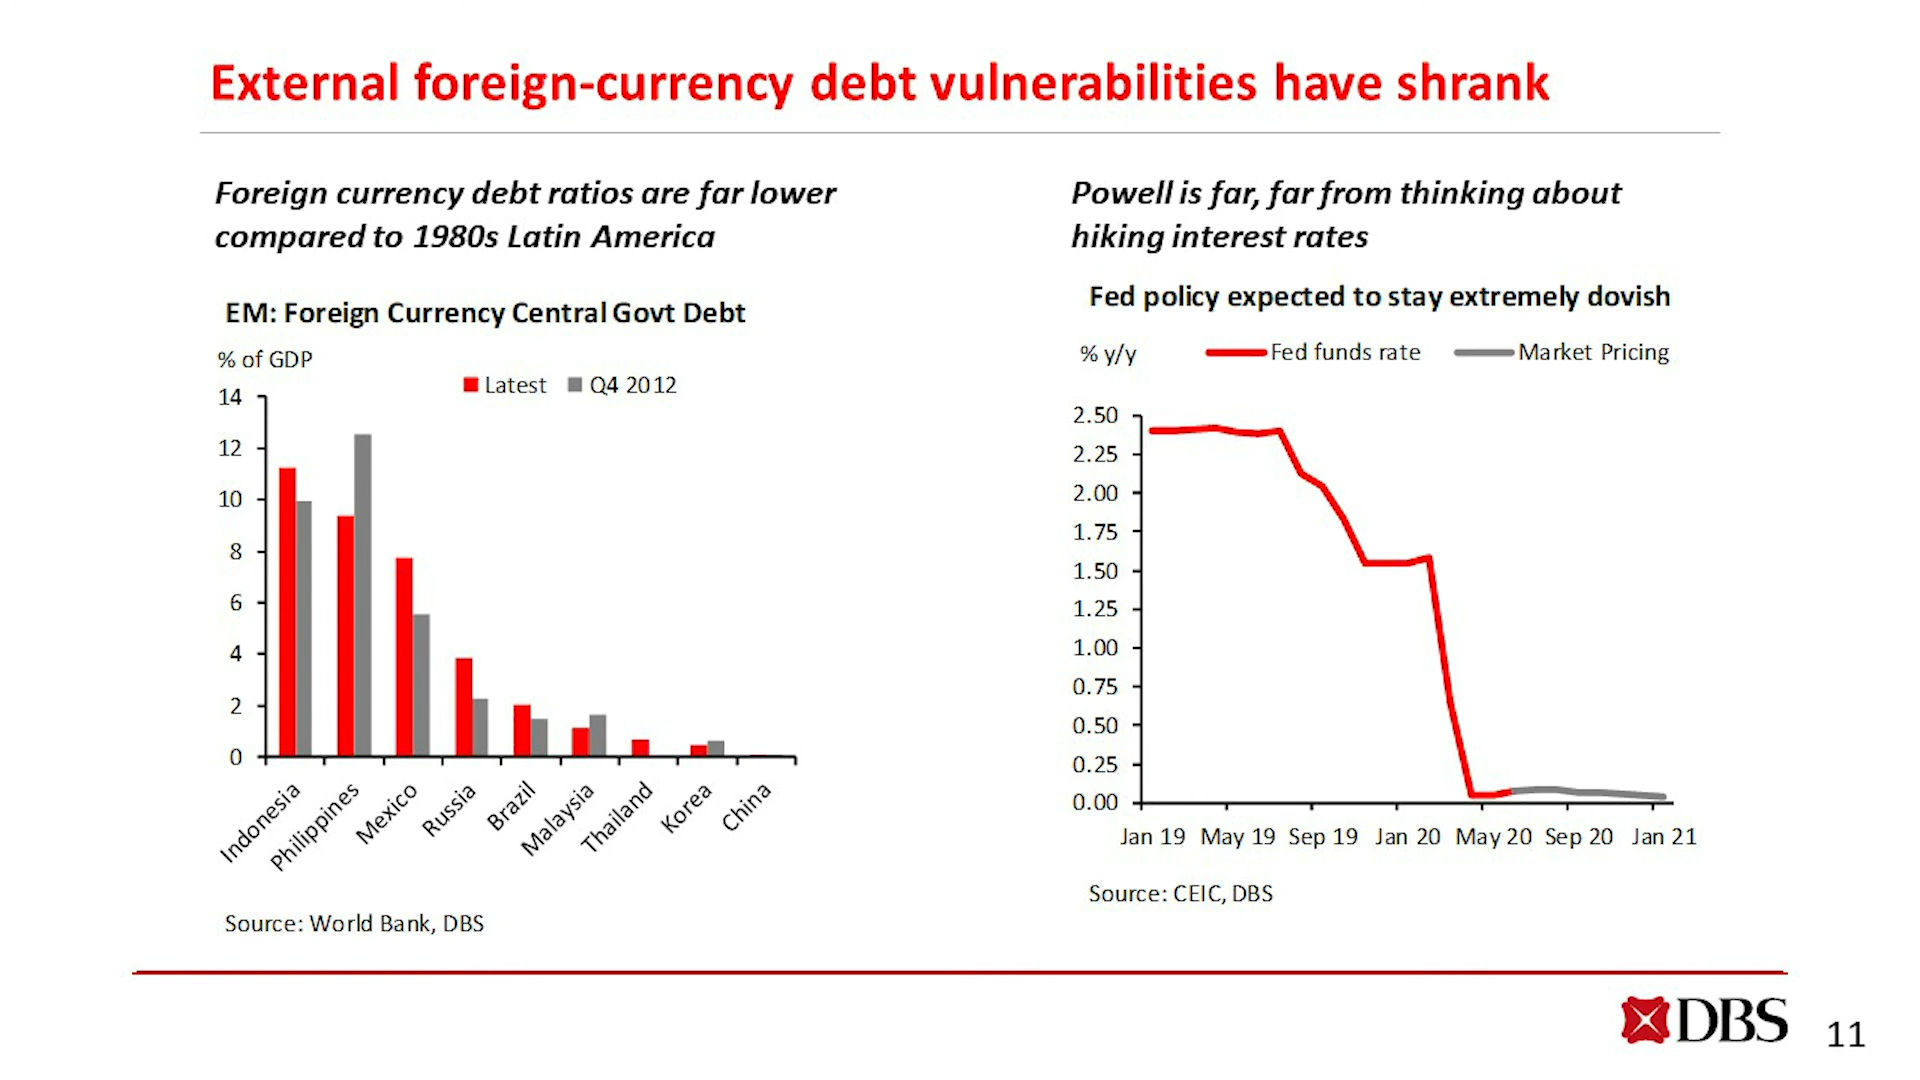 External foreign-currency debt vulnerabilities have shrank
Foreign currency debt ratios are far lower
compared to 1980s Latin America
EM: Foreign Currency Central Govt Debt
% of GDP
Latest
Q4 2012
14
12
10
8
6
4
2
0
Indonesia
Philippines
Mexico
Russia
Brazil
Malaysia
Thailand
Korea
China
Source: World Bank, DBS
Powell is far, far from thinking about
hiking interest rates
Fed policy expected to stay extremely dovish
% y/y
Fed funds rate
Market Pricing
2.50
2.25
2.00
1.75
1.50
1.25
1.00
0.75
0.50
0.25
0.00
Jan 19 May 19 Sep 19 Jan 20 May 20 Sep 20 Jan 21
Source: CEIC, DBS
DBS
11